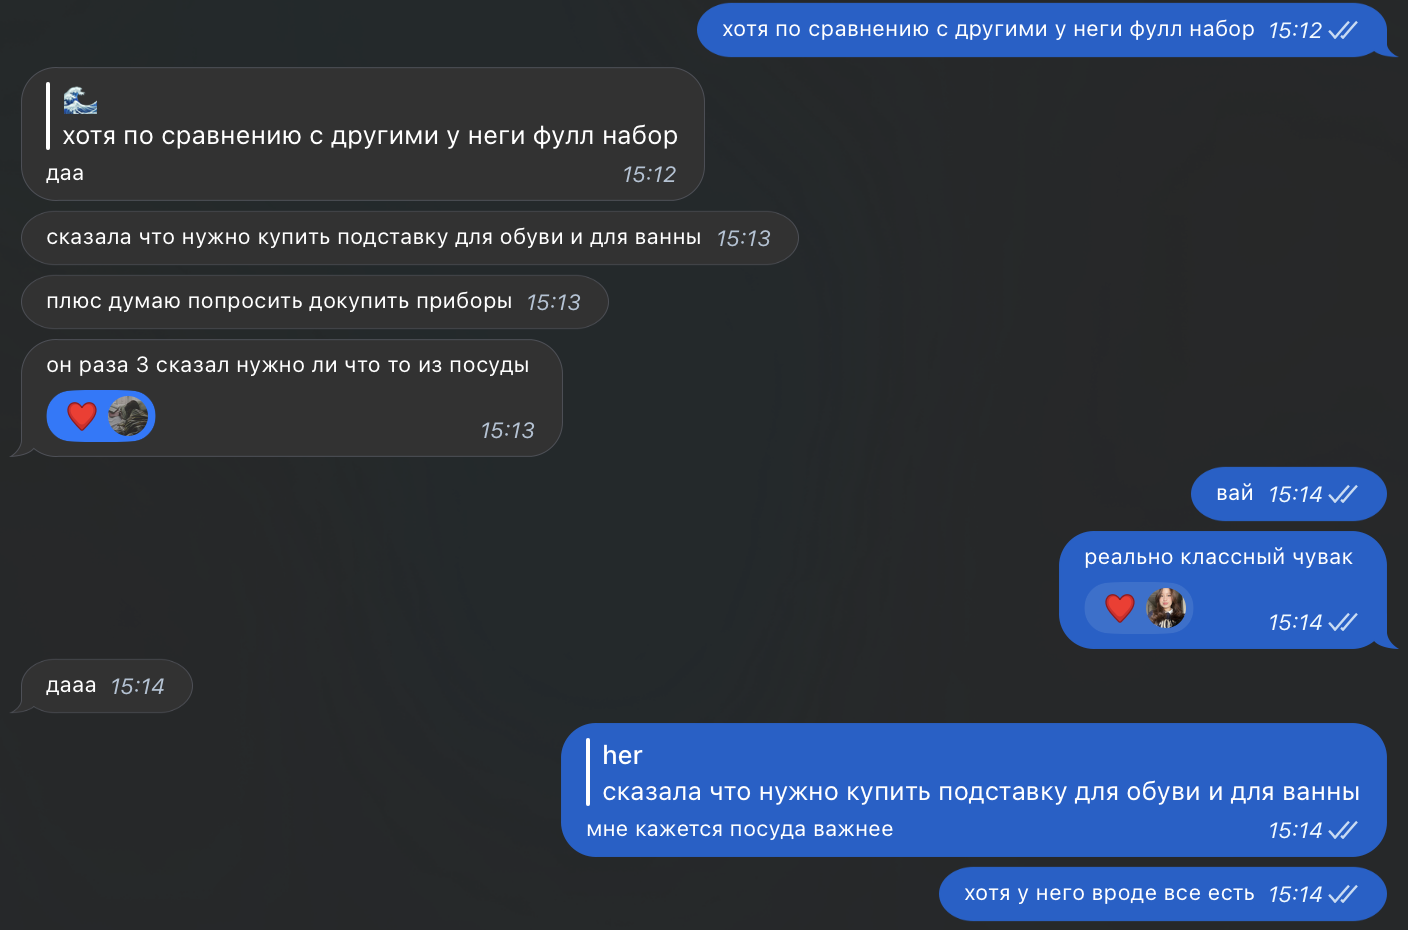 хотя по сравнению с другими у неги фулл набор 15:12
🌊
хотя по сравнению с другими у неги фулл набор
даа 15:12
сказала что нужно купить подставку для обуви и для ванны 15:13
плюс думаю попросить докупить приборы 15:13
он раза 3 сказал нужно ли что то из посуды
❤️ 15:13
вай 15:14
реально классный чувак
❤️ 15:14
дааа 15:14
her
сказала что нужно купить подставку для обуви и для ванны
мне кажется посуда важнее 15:14
хотя у него вроде все есть 15:14